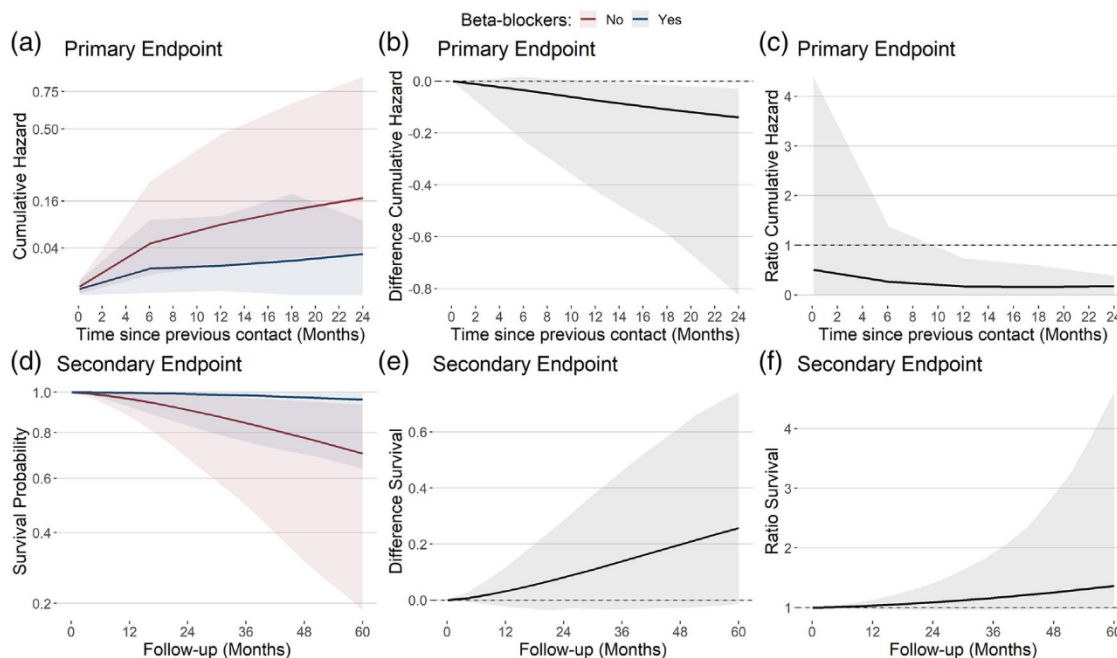 Beta-blockers: No Yes
(a) Primary Endpoint
Cumulative Hazard
0.75
0.50
0.16
0.04
0 2 4 6 8 10 12 14 16 18 20 22 24
Time since previous contact (Months)
(b) Primary Endpoint
Difference Cumulative Hazard
0.0
-0.2
-0.4
-0.6
-0.8
0 2 4 6 8 10 12 14 16 18 20 22 24
Time since previous contact (Months)
(c) Primary Endpoint
Ratio Cumulative Hazard
4
3
2
1
0
0 2 4 6 8 10 12 14 16 18 20 22 24
Time since previous contact (Months)
(d) Secondary Endpoint
Survival Probability
1.0
0.8
0.6
0.4
0.2
0 12 24 36 48 60
Follow-up (Months)
(e) Secondary Endpoint
Difference Survival
0.6
0.4
0.2
0.0
0 12 24 36 48 60
Follow-up (Months)
(f) Secondary Endpoint
Ratio Survival
4
3
2
1
0 12 24 36 48 60
Follow-up (Months)